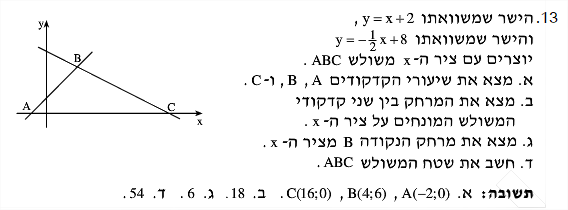 13. הישר שמשוואתו y = x + 2 ,
והישר שמשוואתו y = -1/2 x + 8
יוצרים עם ציר ה- x משולש ABC .
א. מצא את שיעורי הקדקודים A , B , ו- C .
ב. מצא את המרחק בין שני קדקודי
המשולש המונחים על ציר ה- x .
ג. מצא את מרחק הנקודה B מציר ה- x .
ד. חשב את שטח המשולש ABC .
תשובה: א. A(−2;0) , B(4;6) , C(16;0) . ב. 18 . ג. 6 . ד. 54 .
y
B
A
C
x